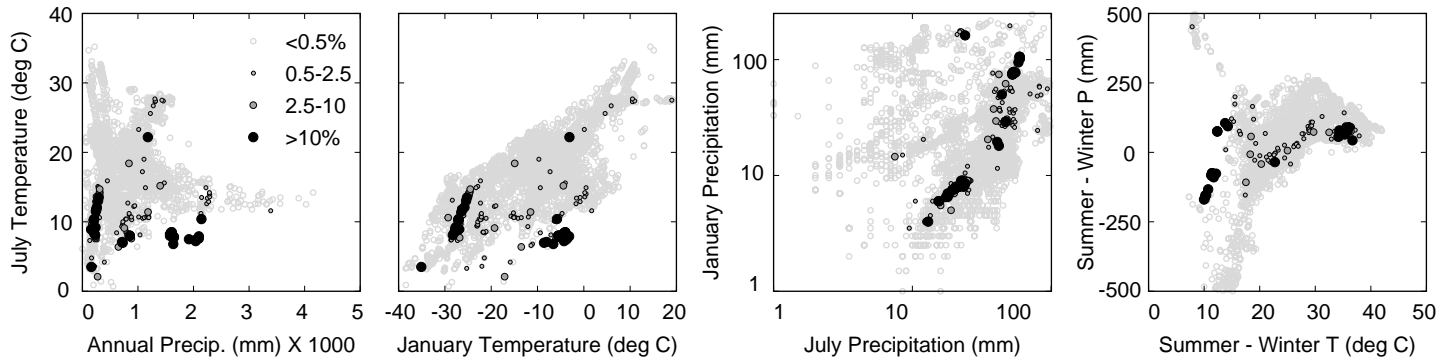 July Temperature (deg C)
40
30
20
10
0
<0.5%
0.5-2.5
2.5-10
>10%
0 1 2 3 4 5
Annual Precip. (mm) X 1000
-40 -30 -20 -10 0 10 20
January Temperature (deg C)
January Precipitation (mm)
100
10
1
1 10 100
July Precipitation (mm)
Summer - Winter P (mm)
500
250
0
-250
-500
0 10 20 30 40 50
Summer - Winter T (deg C)